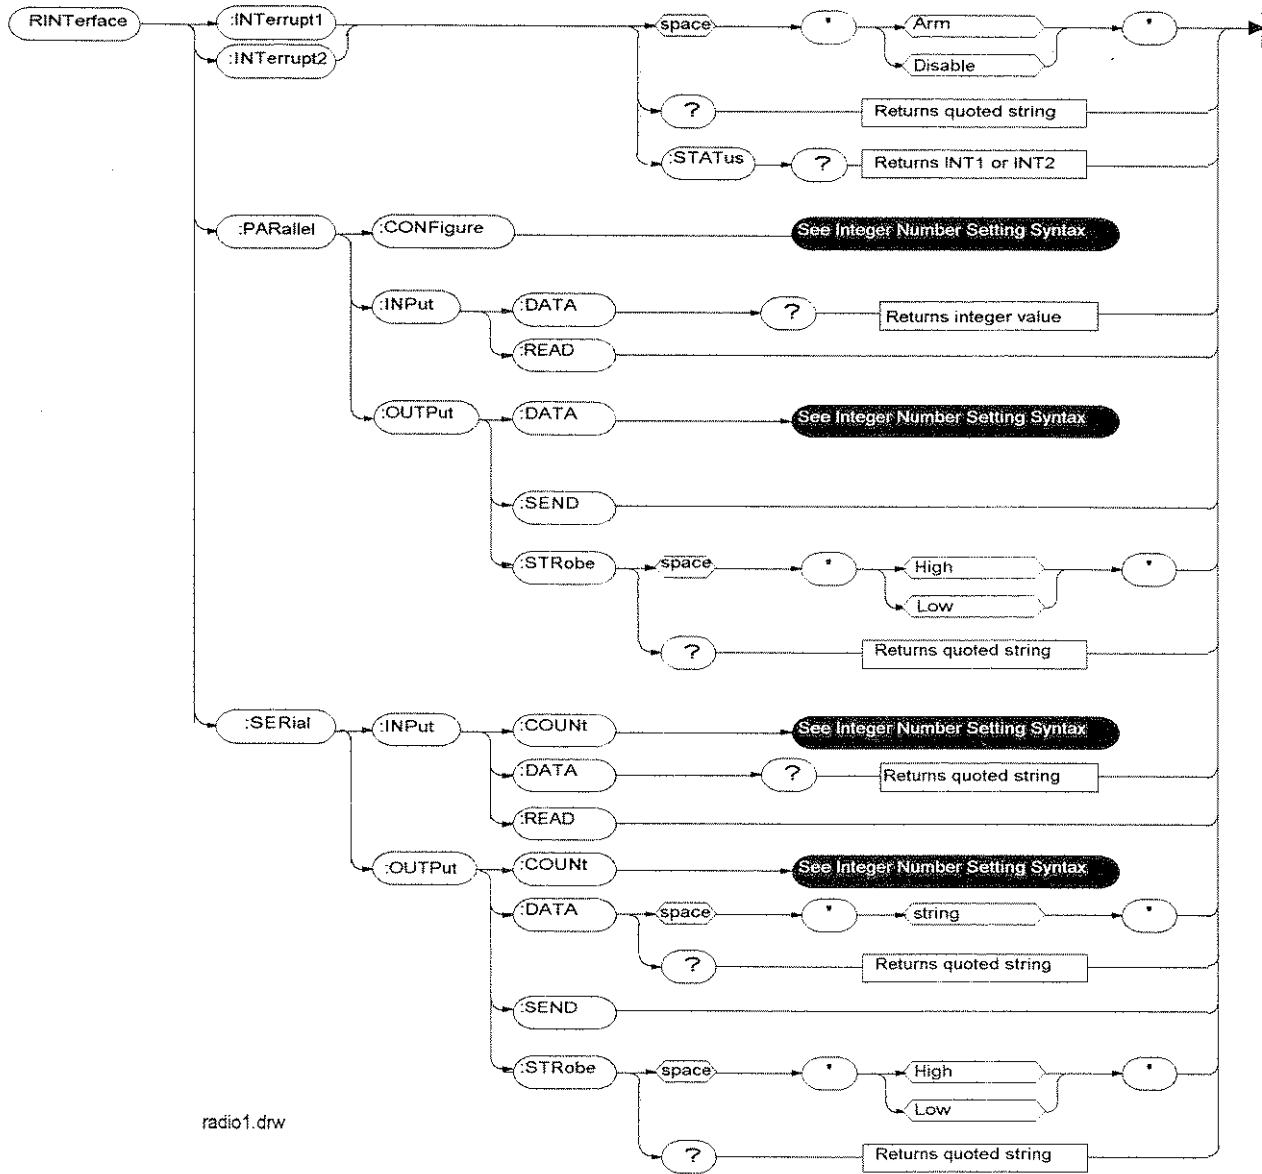 RINTerface
:INTerrupt1
space
"
Arm
"
:INTerrupt2
Disable
?
Returns quoted string
:STATus
?
Returns INT1 or INT2
:PARallel
:CONFigure
See Integer Number Setting Syntax
:INPut
:DATA
?
Returns integer value
:READ
:OUTPut
:DATA
See Integer Number Setting Syntax
:SEND
:STRobe
space
"
High
"
Low
?
Returns quoted string
:SERial
:INPut
:COUNt
See Integer Number Setting Syntax
:DATA
?
Returns quoted string
:READ
:OUTPut
:COUNt
See Integer Number Setting Syntax
:DATA
space
"
string
"
?
Returns quoted string
:SEND
:STRobe
space
"
High
"
Low
?
Returns quoted string
radio1.drw